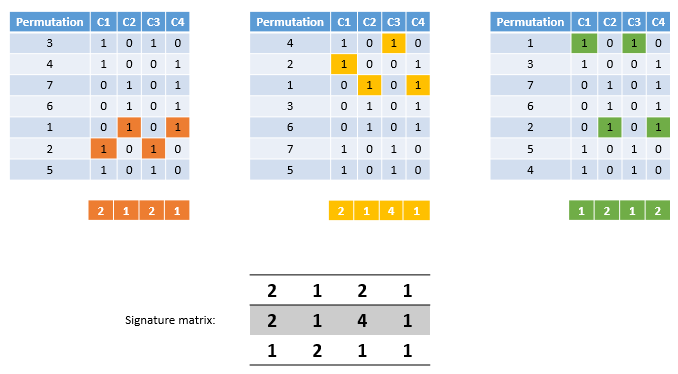 Permutation C1 C2 C3 C4 Permutation C1 C2 C3 C4 Permutation C1 C2 C3 C4
3 1 0 1 0 4 1 0 1 0 1 1 0 1 0
4 1 0 0 1 2 1 0 0 1 3 1 0 0 1
7 0 1 0 1 1 0 1 0 1 7 0 1 0 1
6 0 1 0 1 3 0 1 0 1 6 0 1 0 1
1 0 1 0 1 6 0 1 0 1 2 0 1 0 1
2 1 0 1 0 7 1 0 1 0 5 1 0 1 0
5 1 0 1 0 5 1 0 1 0 4 1 0 1 0
2 1 2 1 2 1 4 1 1 2 1 2
2 1 2 1
Signature matrix: 2 1 4 1
1 2 1 1